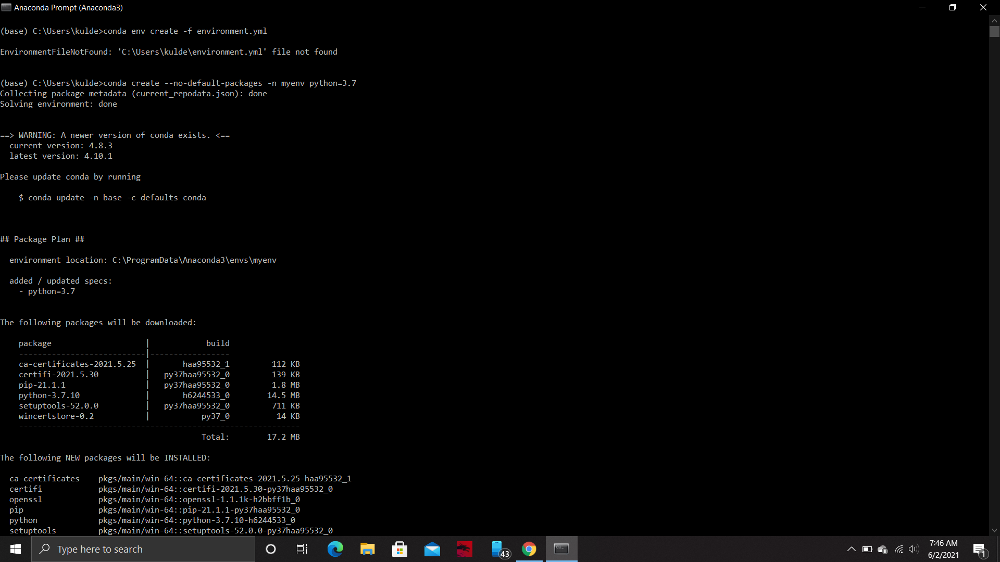 Anaconda Prompt (Anaconda3)
(base) C:\Users\kulde>conda env create -f environment.yml
EnvironmentFileNotFound: 'C:\Users\kulde\environment.yml' file not found
(base) C:\Users\kulde>conda create --no-default-packages -n myenv python=3.7
Collecting package metadata (current_repodata.json): done
Solving environment: done
==> WARNING: A newer version of conda exists. <==
current version: 4.8.3
latest version: 4.10.1
Please update conda by running
$ conda update -n base -c defaults conda
## Package Plan ##
environment location: C:\ProgramData\Anaconda3\envs\myenv
added / updated specs:
- python=3.7
The following packages will be downloaded:
package | build
---------------------------|-----------------
ca-certificates-2021.5.25 | haa95532_1 112 KB
certifi-2021.5.30 | py37haa95532_0 139 KB
pip-21.1.1 | py37haa95532_0 1.8 MB
python-3.7.10 | h6244533_0 14.5 MB
setuptools-52.0.0 | py37haa95532_0 711 KB
wincertstore-0.2 | py37_0 14 KB
------------------------------------------------------------
Total: 17.2 MB
The following NEW packages will be INSTALLED:
ca-certificates pkgs/main/win-64::ca-certificates-2021.5.25-haa95532_1
certifi pkgs/main/win-64::certifi-2021.5.30-py37haa95532_0
openssl pkgs/main/win-64::openssl-1.1.1k-h2bbff1b_0
pip pkgs/main/win-64::pip-21.1.1-py37haa95532_0
python pkgs/main/win-64::python-3.7.10-h6244533_0
setuptools pkgs/main/win-64::setuptools-52.0.0-py37haa95532_0
Type here to search
43
7:46 AM
6/2/2021
1